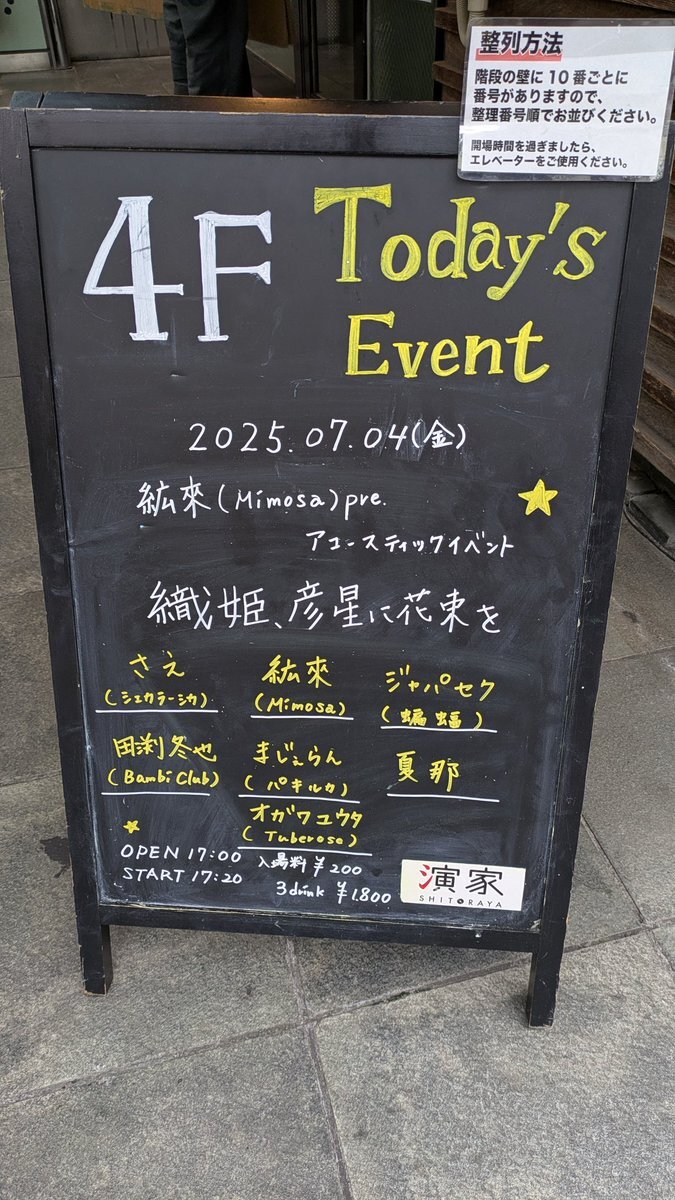 整列方法
階段の壁に10番ごとに
番号がありますので、
整理番号順でお並びください。
開場時間を過ぎましたら、
エレベーターをご使用ください。
4F Today's
Event
2025.07.04(金)
紘來(Mimosa)pre.
アコースティックイベント
織姫、彦星に花束を
さえ
(シェカラーシカ)
紘來
(Mimosa)
ジャパセク
(蝙蝠)
田渕冬也
(Bambi Club)
まじぇらん
(パキルカ)
夏那
オガワユウタ
(Tuberosa)
OPEN 17:00
START 17:20
入場料 ¥200
3drink ¥1.800
演家
SHITORAYA